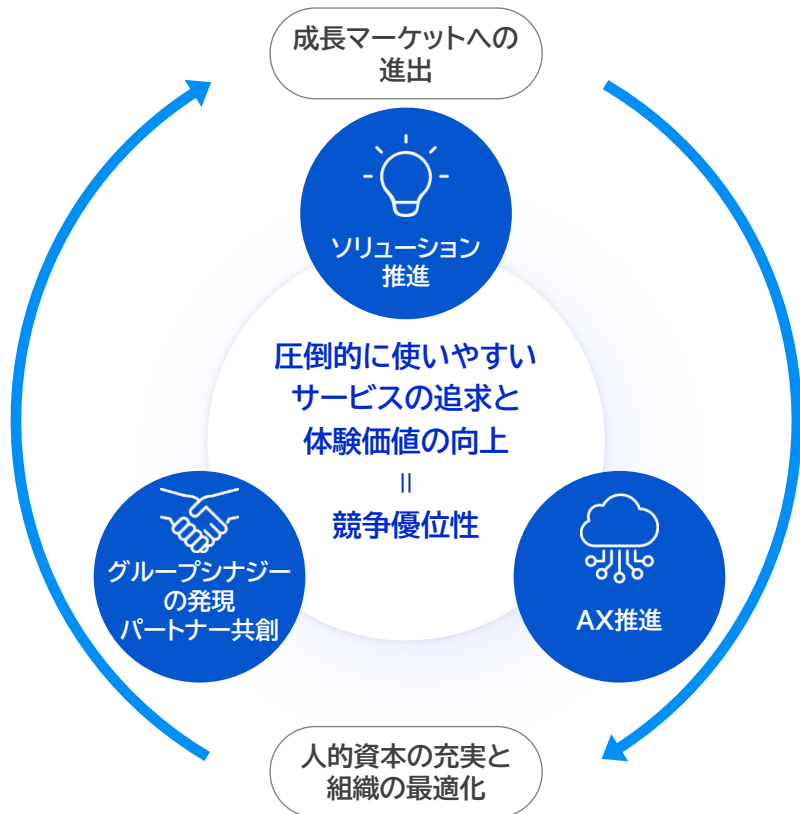 成長マーケットへの
進出
ソリューション
推進
圧倒的に使いやすい
サービスの追求と
体験価値の向上
＝
競争優位性
グループシナジー
の発現
パートナー共創
AX推進
人的資本の充実と
組織の最適化